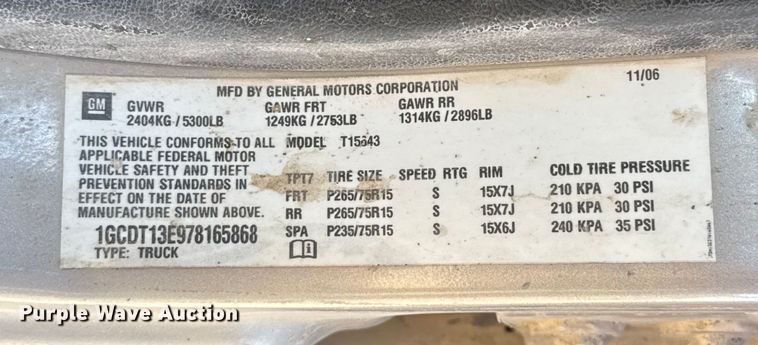 MFD BY GENERAL MOTORS CORPORATION 11/06
GM GVWR GAWR FRT GAWR RR
2404KG / 5300LB 1249KG / 2753LB 1314KG / 2896LB
THIS VEHICLE CONFORMS TO ALL MODEL T15643
APPLICABLE FEDERAL MOTOR
VEHICLE SAFETY AND THEFT
PREVENTION STANDARDS IN
EFFECT ON THE DATE OF
MANUFACTURE SHOWN ABOVE.
TPT7 TIRE SIZE SPEED RTG RIM COLD TIRE PRESSURE
FRT P265/75R15 S 15X7J 210 KPA 30 PSI
RR P265/75R15 S 15X7J 210 KPA 30 PSI
SPA P235/75R15 S 15X6J 240 KPA 35 PSI
1GCDT13E978165868
TYPE: TRUCK
Purple Wave Auction